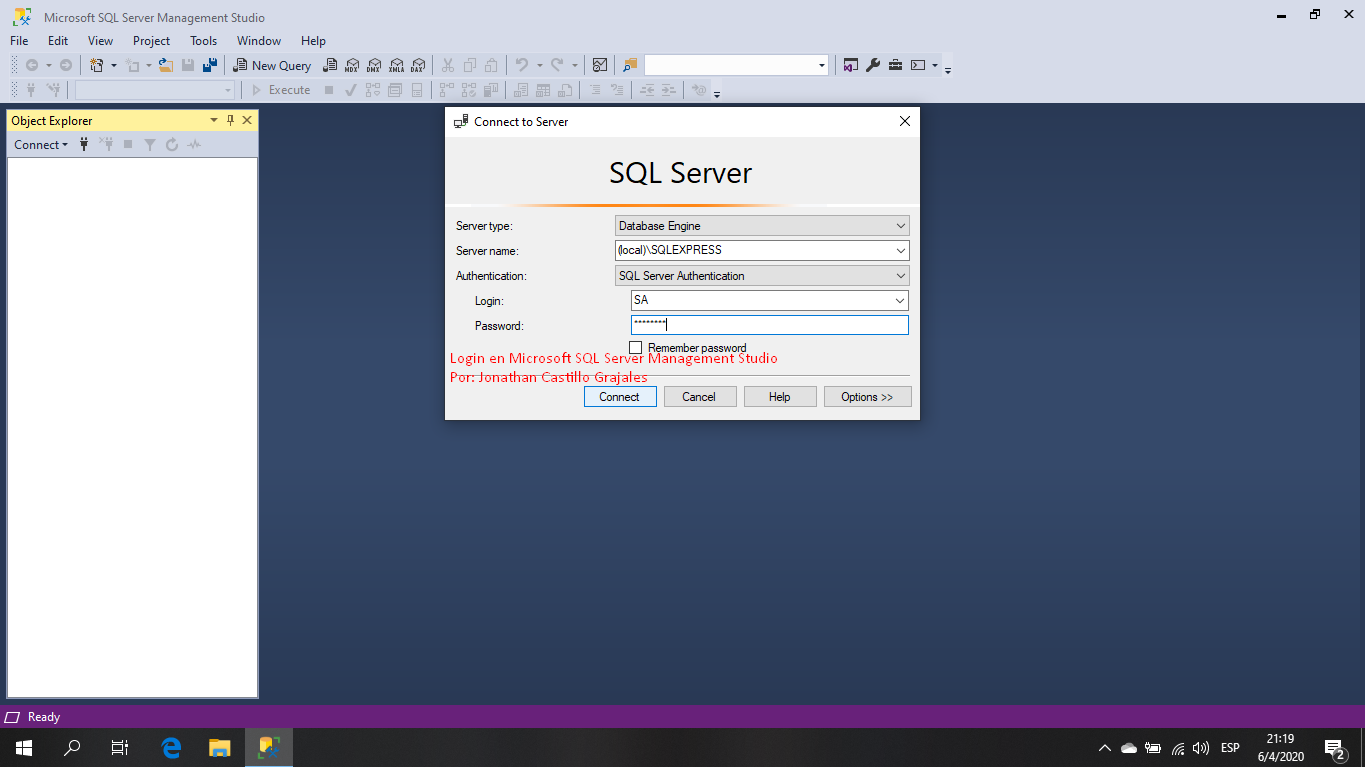 Microsoft SQL Server Management Studio
File Edit View Project Tools Window Help
New Query MDX DMX XMLA DAX
Execute
Object Explorer
Connect
Connect to Server
SQL Server
Server type: Database Engine
Server name: (local)\SQLEXPRESS
Authentication: SQL Server Authentication
Login: SA
Password: ********
Remember password
Login en Microsoft SQL Server Management Studio
Por: Jonathan Castillo Grajales
Connect Cancel Help Options >>
Ready
ESP
21:19
6/4/2020
2